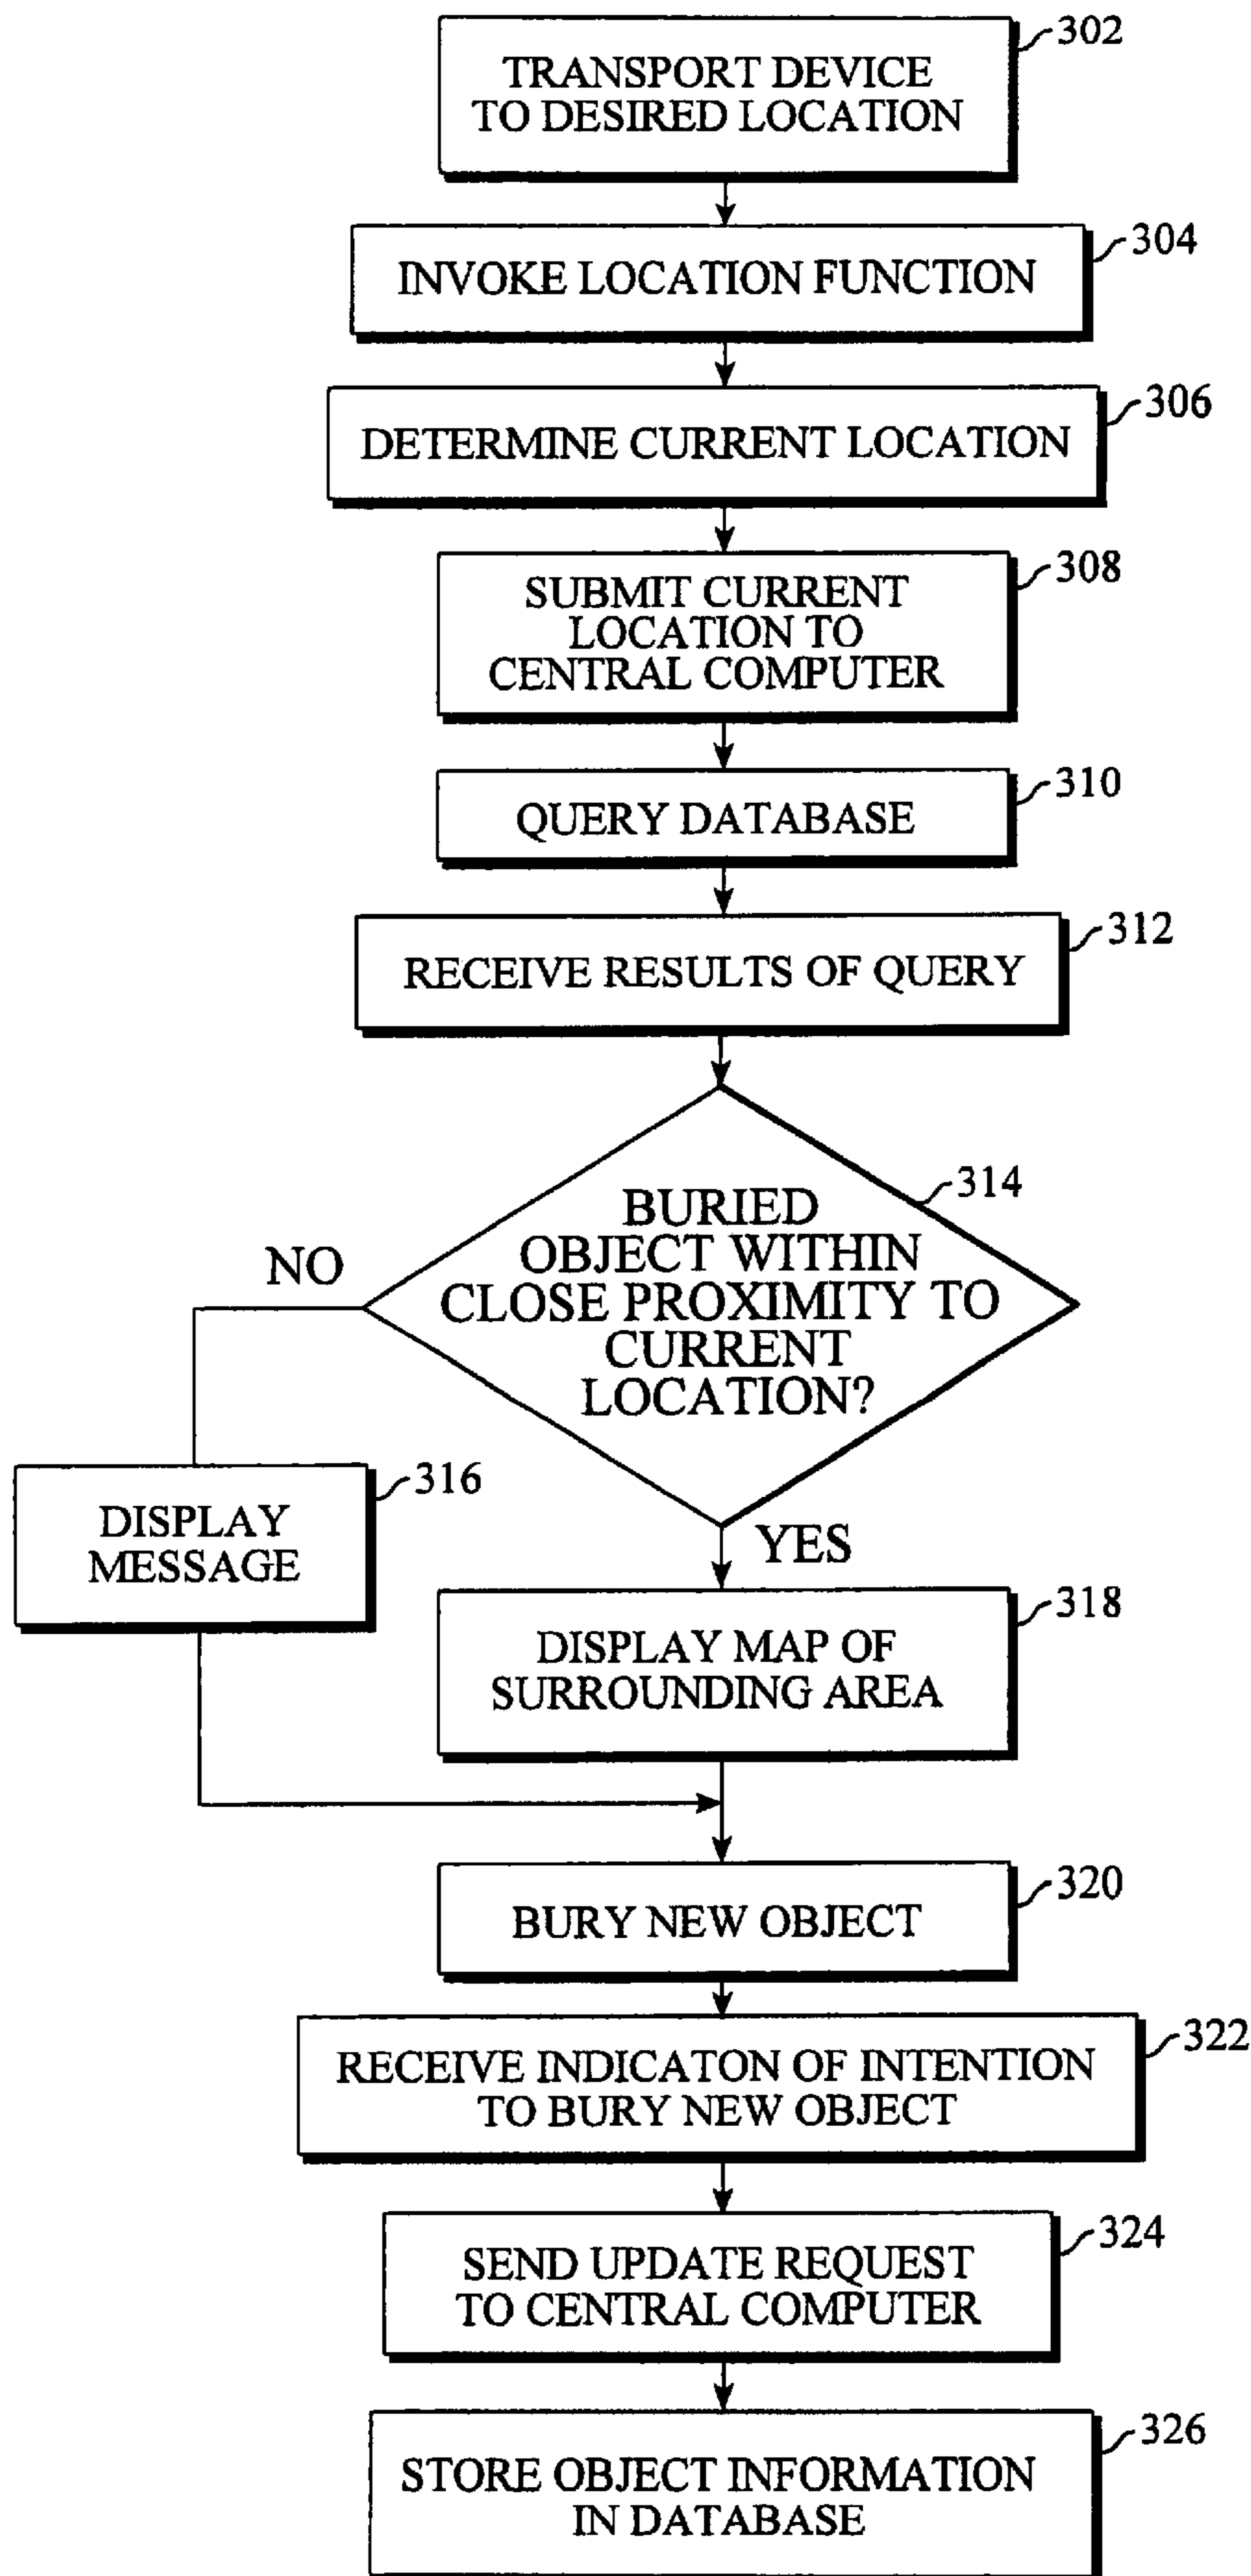 302
TRANSPORT DEVICE
TO DESIRED LOCATION
304
INVOKE LOCATION FUNCTION
306
DETERMINE CURRENT LOCATION
308
SUBMIT CURRENT
LOCATION TO
CENTRAL COMPUTER
310
QUERY DATABASE
312
RECEIVE RESULTS OF QUERY
314
BURIED
OBJECT WITHIN
CLOSE PROXIMITY TO
CURRENT
LOCATION?
NO
316
DISPLAY
MESSAGE
YES
318
DISPLAY MAP OF
SURROUNDING AREA
320
BURY NEW OBJECT
322
RECEIVE INDICATON OF INTENTION
TO BURY NEW OBJECT
324
SEND UPDATE REQUEST
TO CENTRAL COMPUTER
326
STORE OBJECT INFORMATION
IN DATABASE